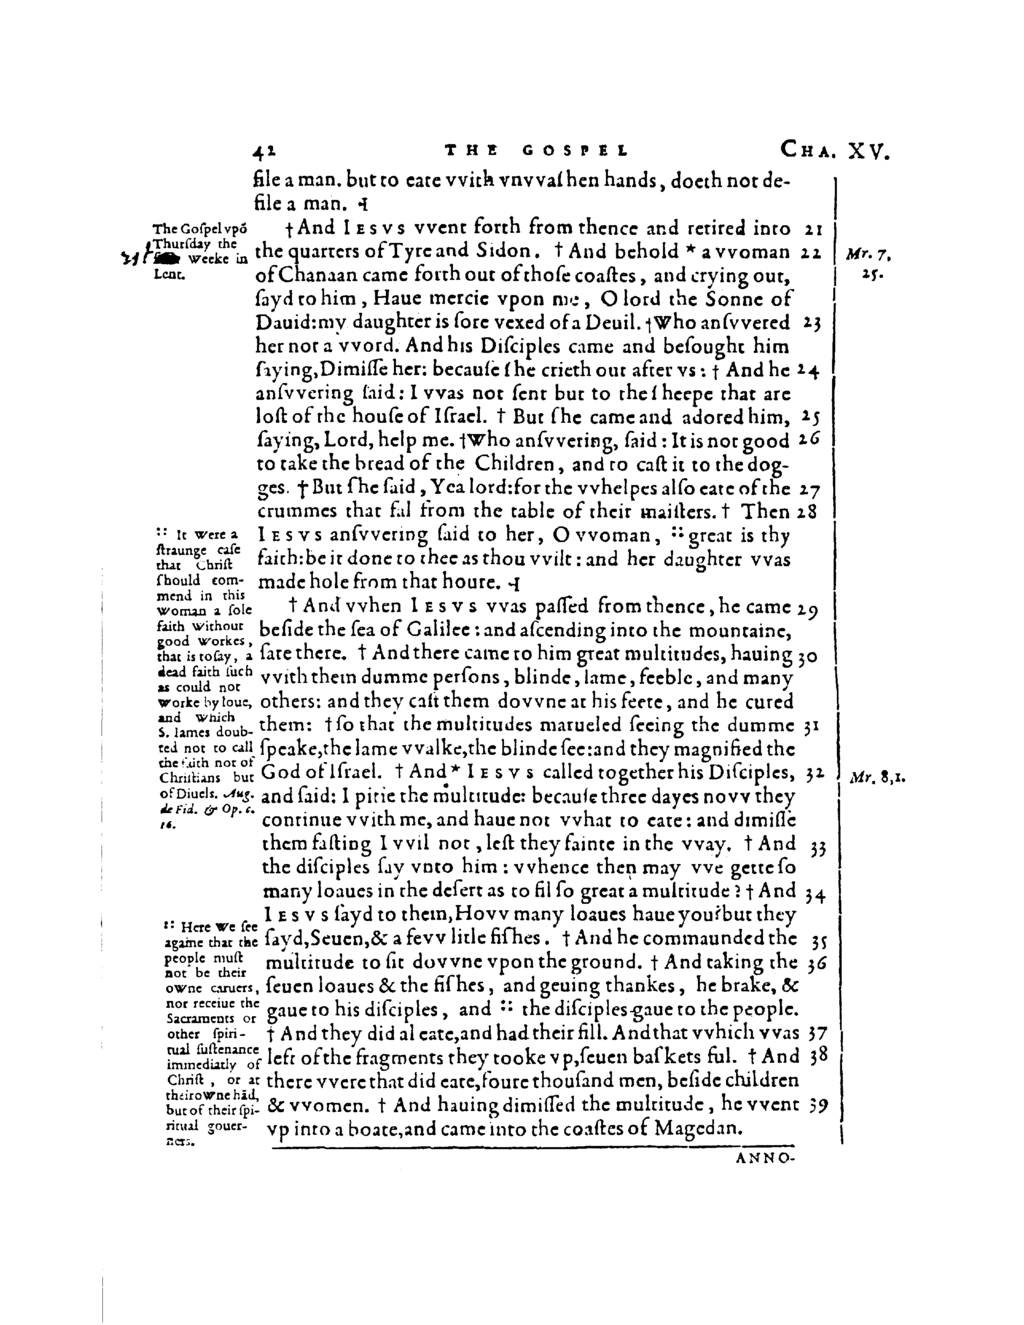 42 THE GOSPEL CHA. XV.
file a man. but to eate vvith vnvvaſhen hands, doeth not de-
file a man. ⊰
† And IESVS vvent forth from thence and retired into 21
the quarters of Tyre and Sidon. † And behold * a vvoman 22
of Chanaan came forth out of thoſe coaſtes, and crying out,
ſayd to him, Haue mercie vpon me, O lord the Sonne of
Dauid: my daughter is ſore vexed of a Deuil. † Who anſvvered 23
her not a vvord. And his Diſciples came and beſought him
ſaying, Dimiſſe her: becauſe ſhe crieth out after vs: † And he 24
anſvvering ſaid: I vvas not ſent but to the ſheepe that are
loſt of the houſe of Iſrael. † But ſhe came and adored him, 25
ſaying, Lord, help me. † Who anſvvering, ſaid: It is not good 26
to take the bread of the Children, and to caſt it to the dog-
ges. † But ſhe ſaid, Yea lord: for the vvhelpes alſo eate of the 27
crummes that fal from the table of their maiſters. † Then 28
IESVS anſvvering ſaid to her, O vvoman, :: great is thy
faith: be it done to thee as thou vvilt: and her daughter vvas
made hole from that houre. ⊰
† And vvhen IESVS vvas paſſed from thence, he came 29
beſide the ſea of Galilee: and aſcending into the mountaine,
ſate there. † And there came to him great multitudes, hauing 30
vvith them dumme perſons, blinde, lame, feeble, and many
others: and they caſt them dovvne at his feete, and he cured
them: † ſo that the multitudes marueled ſeeing the dumme 31
ſpeake, the lame vvalke, the blinde ſee: and they magnified the
God of Iſrael. † And * IESVS called together his Diſciples, 32
and ſaid: I pitie the multitude: becauſe three dayes novv they
continue vvith me, and haue not vvhat to eate: and dimiſſe
them faſting I vvil not, leſt they fainte in the vvay. † And 33
the diſciples ſay vnto him: vvhence then may vve gette ſo
many loaues in the deſert as to fil ſo great a multitude? † And 34
IESVS ſayd to them, Hovv many loaues haue you? but they
ſayd, Seuen, & a fevv litle fiſhes. † And he commaunded the 35
multitude to ſit dovvne vpon the ground. † And taking the 36
ſeuen loaues & the fiſhes, and geuing thankes, he brake, &
gaue to his diſciples, and :: the diſciples gaue to the people.
† And they did al eate, and had their fill. And that vvhich vvas 37
left of the fragments they tooke vp, ſeuen baſkets ful. † And 38
there vvere that did eate, foure thouſand men, beſide children
& vvomen. † And hauing dimiſſed the multitude, he vvent 39
vp into a boate, and came into the coaſtes of Magedan.
ANNO-
The Goſpel vpō
Thurſday the
weeke in
Lent.
:: It were a
ſtraunge caſe
that Chriſt
ſhould com-
mend in this
woman a ſole
faith without
good workes,
that is to ſay, a
dead faith ſuch
as could not
worke by loue,
and which
S. Iames doub-
ted not to call
the faith not of
Chriſtians but
of Diuels. Aug.
de Fid. & Op. c.
16.
:: Here we ſee
againe that the
people muſt
not be their
owne caruers,
nor receiue the
Sacraments or
other ſpiri-
tual ſuſtenance
immediatly of
Chriſt, or at
their owne hād,
but of their ſpi-
ritual gouer-
ners.
Mr. 7,
25.
Mr. 8,1.